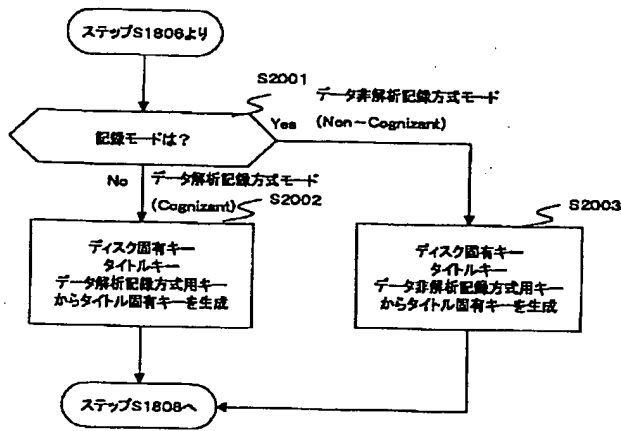 ステップS1806より
S2001
データ非解析記録方式モード
(Non-Cognizant)
Yes
記録モードは？
No
データ解析記録方式モード
(Cognizant)
S2002
S2003
ディスク固有キー
タイトルキー
データ解析記録方式用キー
からタイトル固有キーを生成
ディスク固有キー
タイトルキー
データ非解析記録方式用キー
からタイトル固有キーを生成
ステップS1808へ